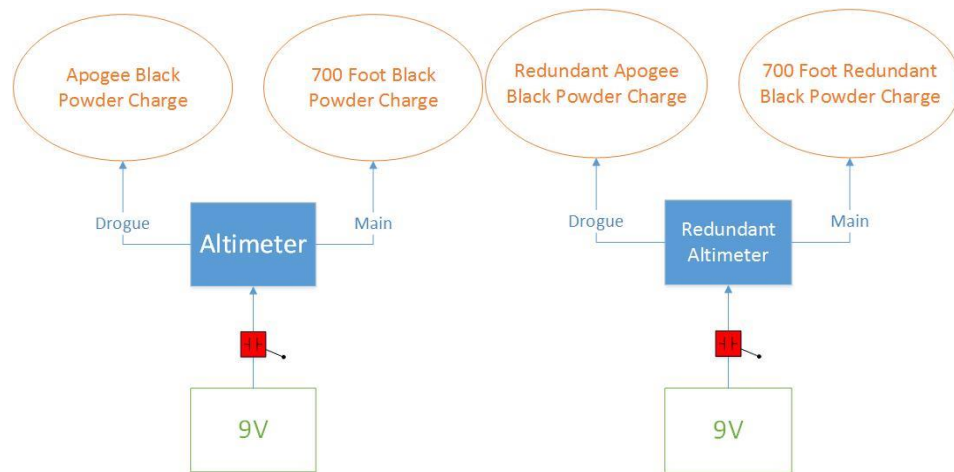 Apogee Black
Powder Charge
700 Foot Black
Powder Charge
Redundant Apogee
Black Powder Charge
700 Foot Redundant
Black Powder Charge
Drogue
Main
Drogue
Main
Altimeter
Redundant
Altimeter
9V
9V